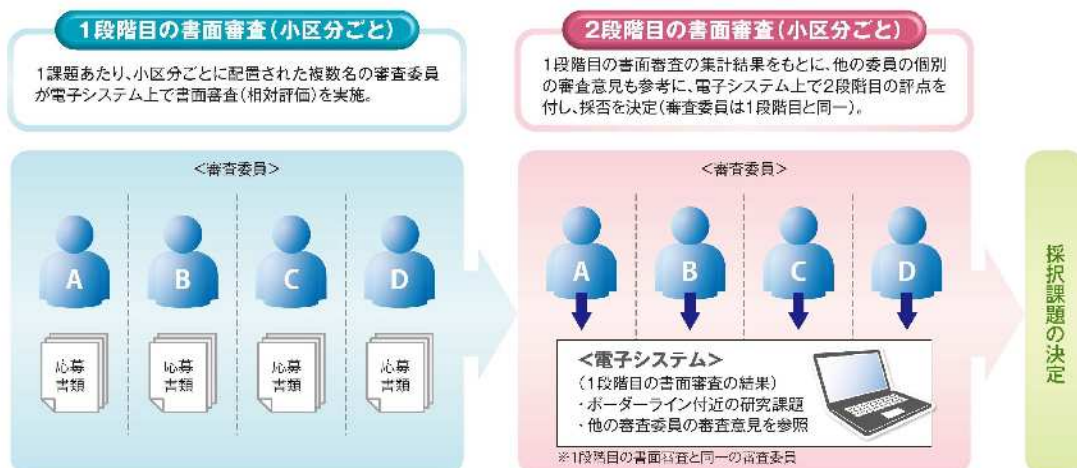 1段階目の書面審査(小区分ごと)
1課題あたり、小区分ごとに配置された複数名の審査委員
が電子システム上で書面審査(相対評価)を実施。
2段階目の書面審査(小区分ごと)
1段階目の書面審査の集計結果をもとに、他の委員の個別
の審査意見も参考に、電子システム上で2段階目の評点を
付し、採否を決定(審査委員は1段階目と同一)。
<審査委員>
A B C D
応募 応募 応募 応募
書類 書類 書類 書類
<審査委員>
A B C D
<電子システム>
(1段階目の書面審査の結果)
・ボーダーライン付近の研究課題
・他の審査委員の審査意見を参照
※1段階目の書面審査と同一の審査委員
採択課題の決定